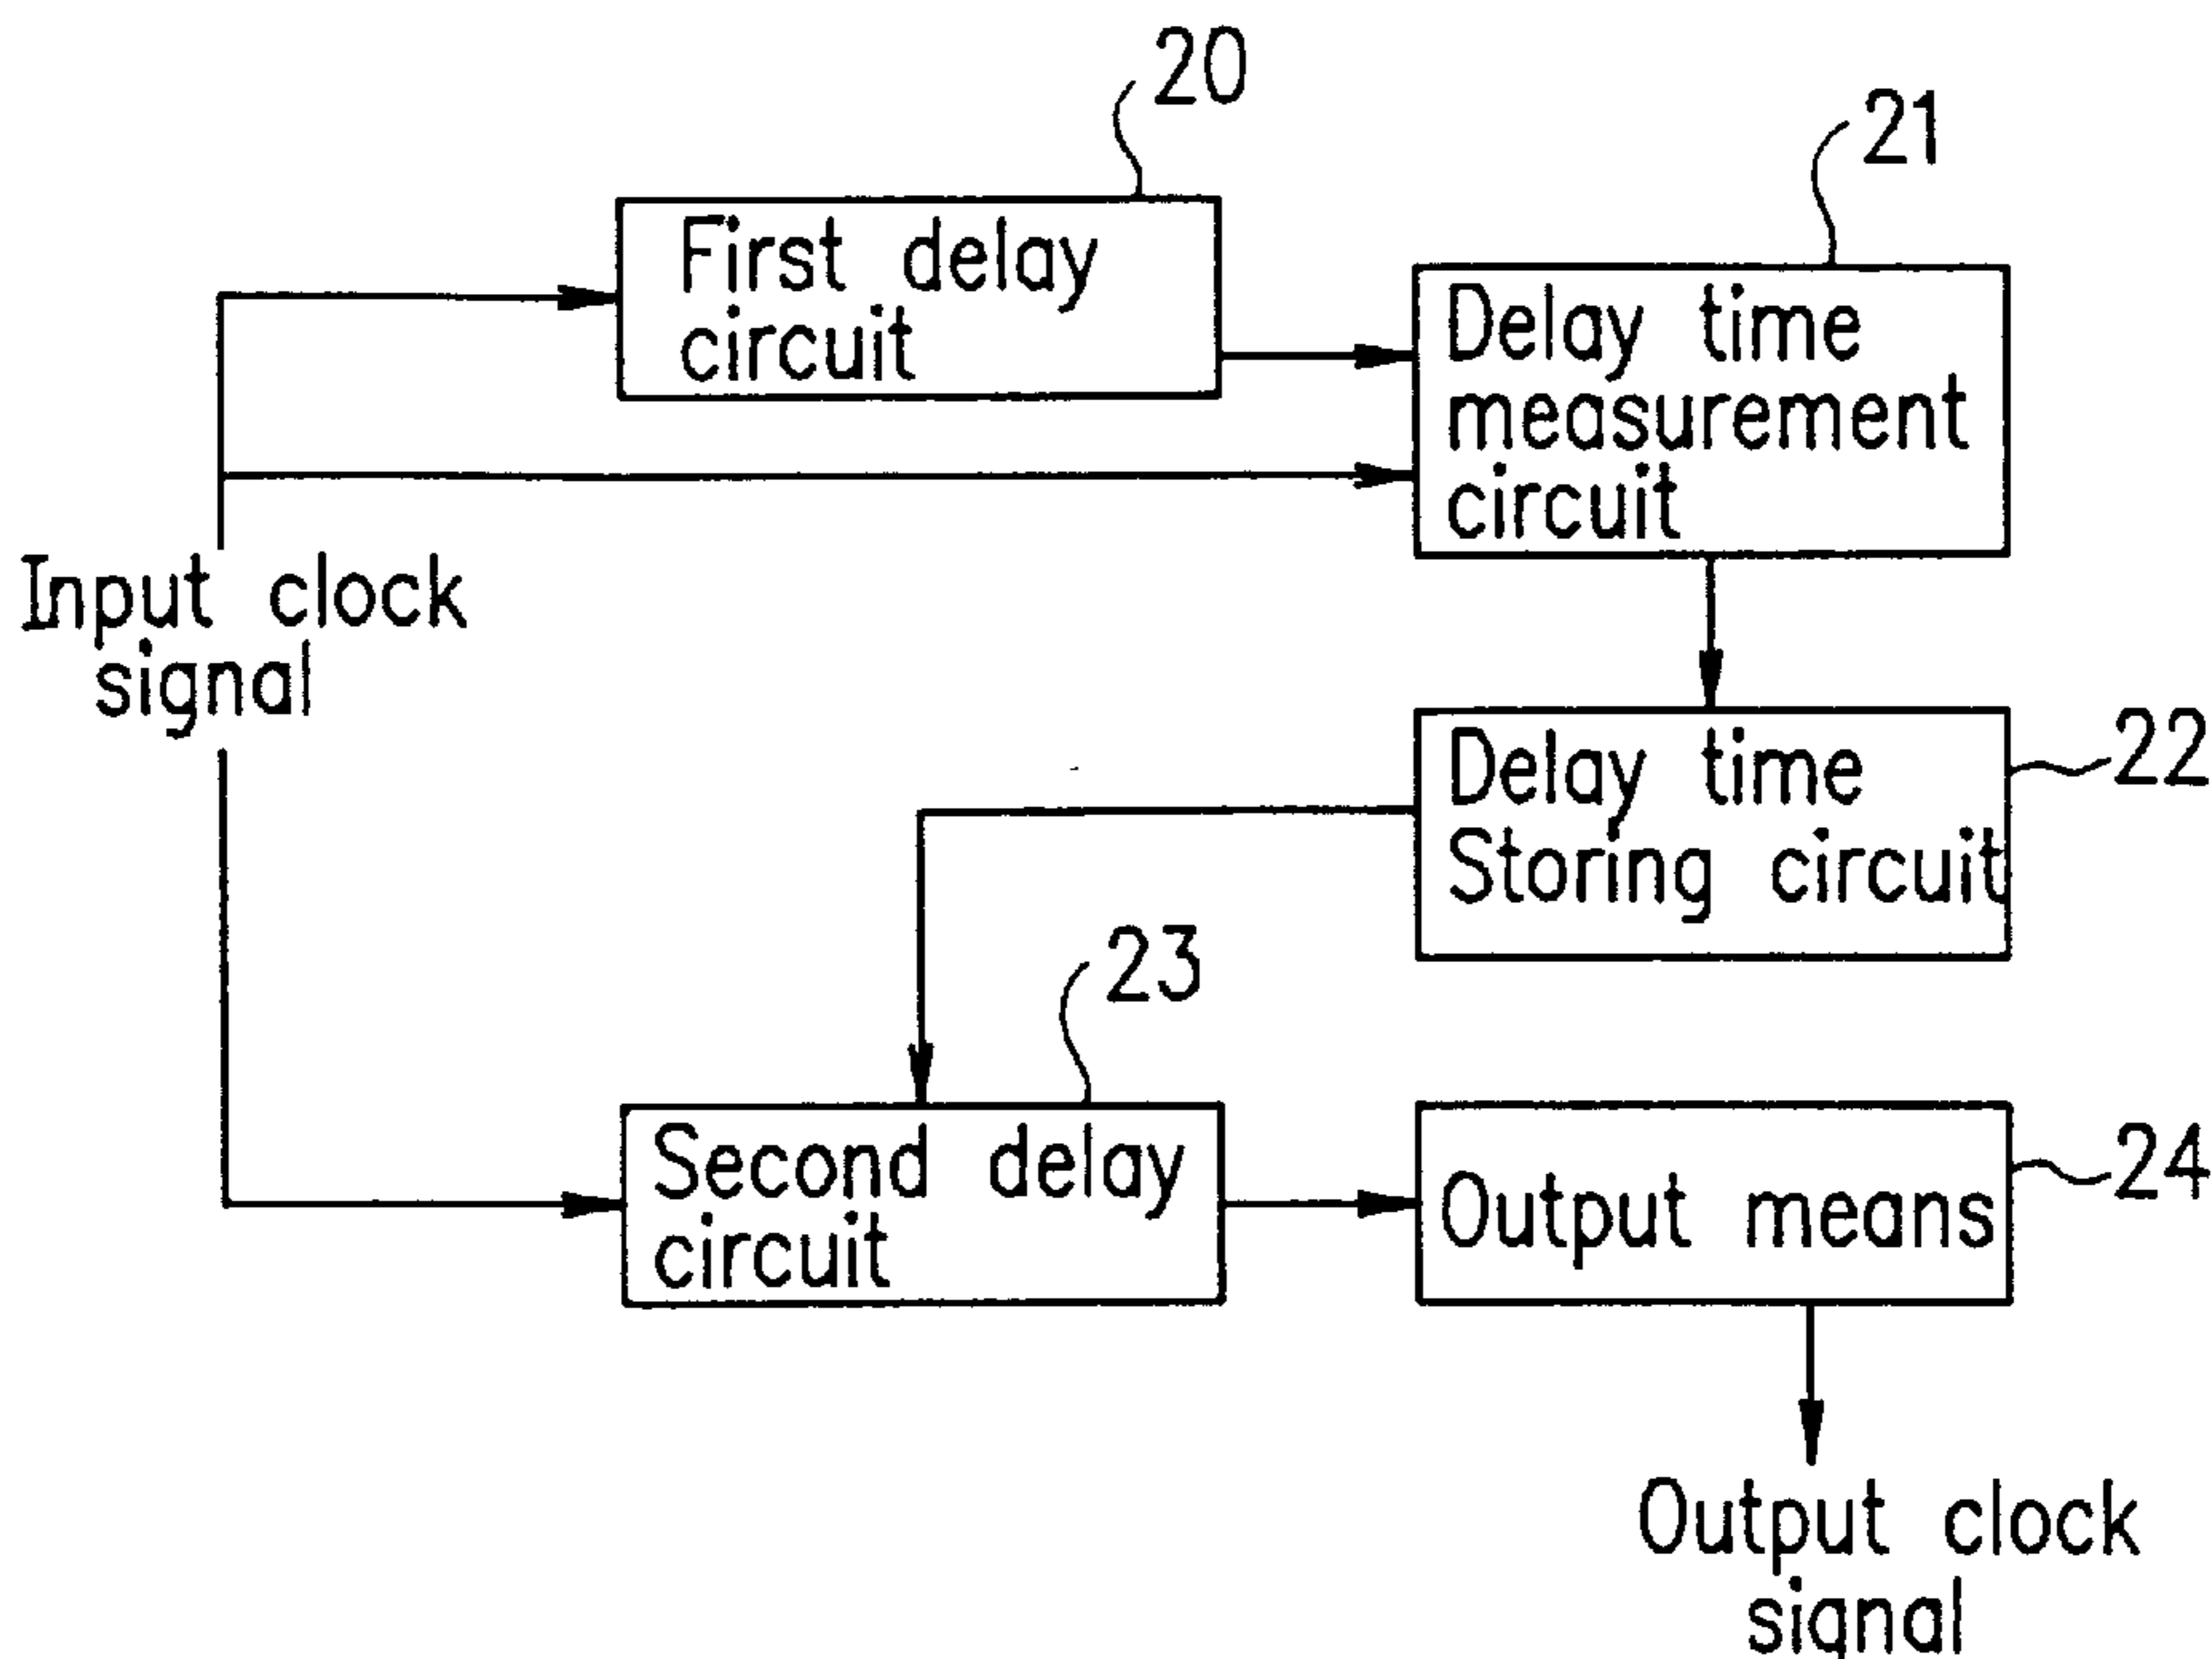 20
21
First delay
circuit
Delay time
measurement
circuit
Input clock
signal
Delay time
Storing circuit
22
23
Second delay
circuit
Output means
24
Output clock
signal